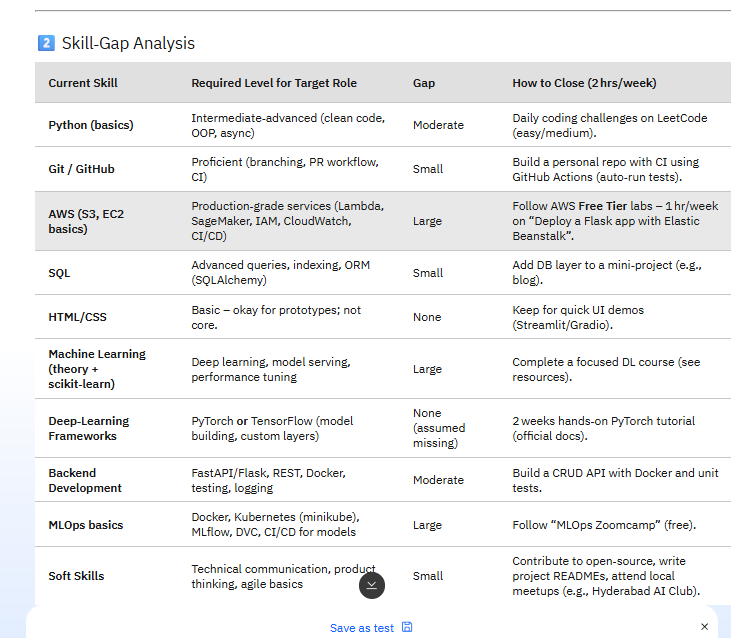 2 Skill-Gap Analysis
Current Skill Required Level for Target Role Gap How to Close (2 hrs/week)
Python (basics) Intermediate-advanced (clean code, OOP, async) Moderate Daily coding challenges on LeetCode (easy/medium).
Git / GitHub Proficient (branching, PR workflow, CI) Small Build a personal repo with CI using GitHub Actions (auto-run tests).
AWS (S3, EC2 basics) Production-grade services (Lambda, SageMaker, IAM, CloudWatch, CI/CD) Large Follow AWS Free Tier labs – 1 hr/week on “Deploy a Flask app with Elastic Beanstalk”.
SQL Advanced queries, indexing, ORM (SQLAlchemy) Small Add DB layer to a mini-project (e.g., blog).
HTML/CSS Basic – okay for prototypes; not core. None Keep for quick UI demos (Streamlit/Gradio).
Machine Learning (theory + scikit-learn) Deep learning, model serving, performance tuning Large Complete a focused DL course (see resources).
Deep-Learning Frameworks PyTorch or TensorFlow (model building, custom layers) None (assumed missing) 2 weeks hands-on PyTorch tutorial (official docs).
Backend Development FastAPI/Flask, REST, Docker, testing, logging Moderate Build a CRUD API with Docker and unit tests.
MLOps basics Docker, Kubernetes (minikube), MLflow, DVC, CI/CD for models Large Follow “MLOps Zoomcamp” (free).
Soft Skills Technical communication, product thinking, agile basics Small Contribute to open-source, write project READMEs, attend local meetups (e.g., Hyderabad AI Club).
Save as test